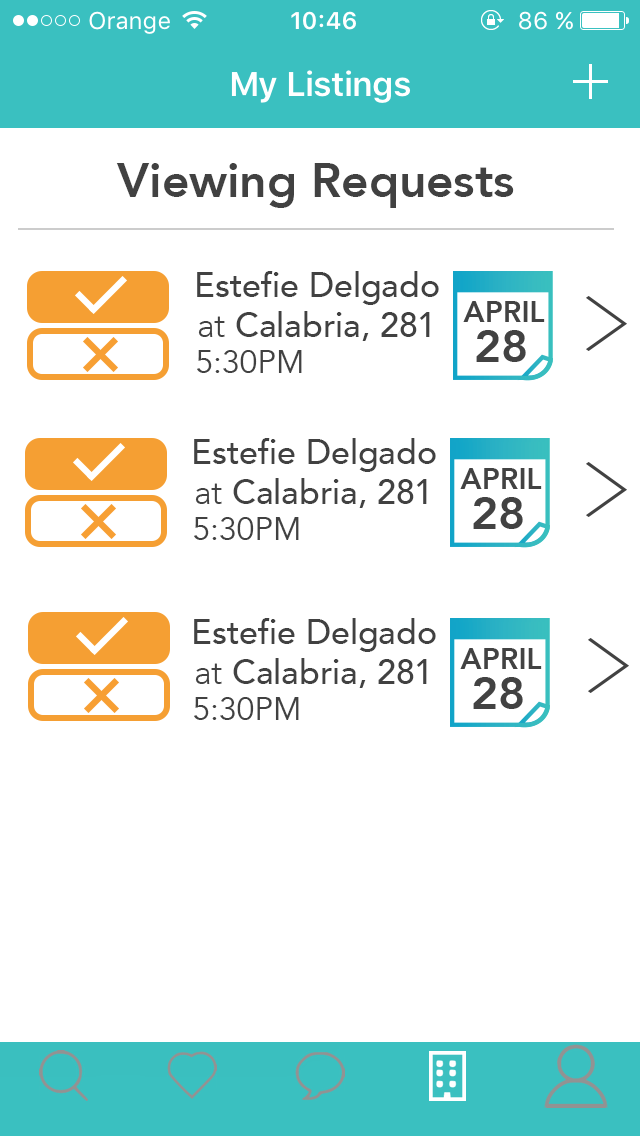 Orange 10:46 86 %
My Listings
Viewing Requests
Estefie Delgado
at Calabria, 281
5:30PM
APRIL
28
Estefie Delgado
at Calabria, 281
5:30PM
APRIL
28
Estefie Delgado
at Calabria, 281
5:30PM
APRIL
28